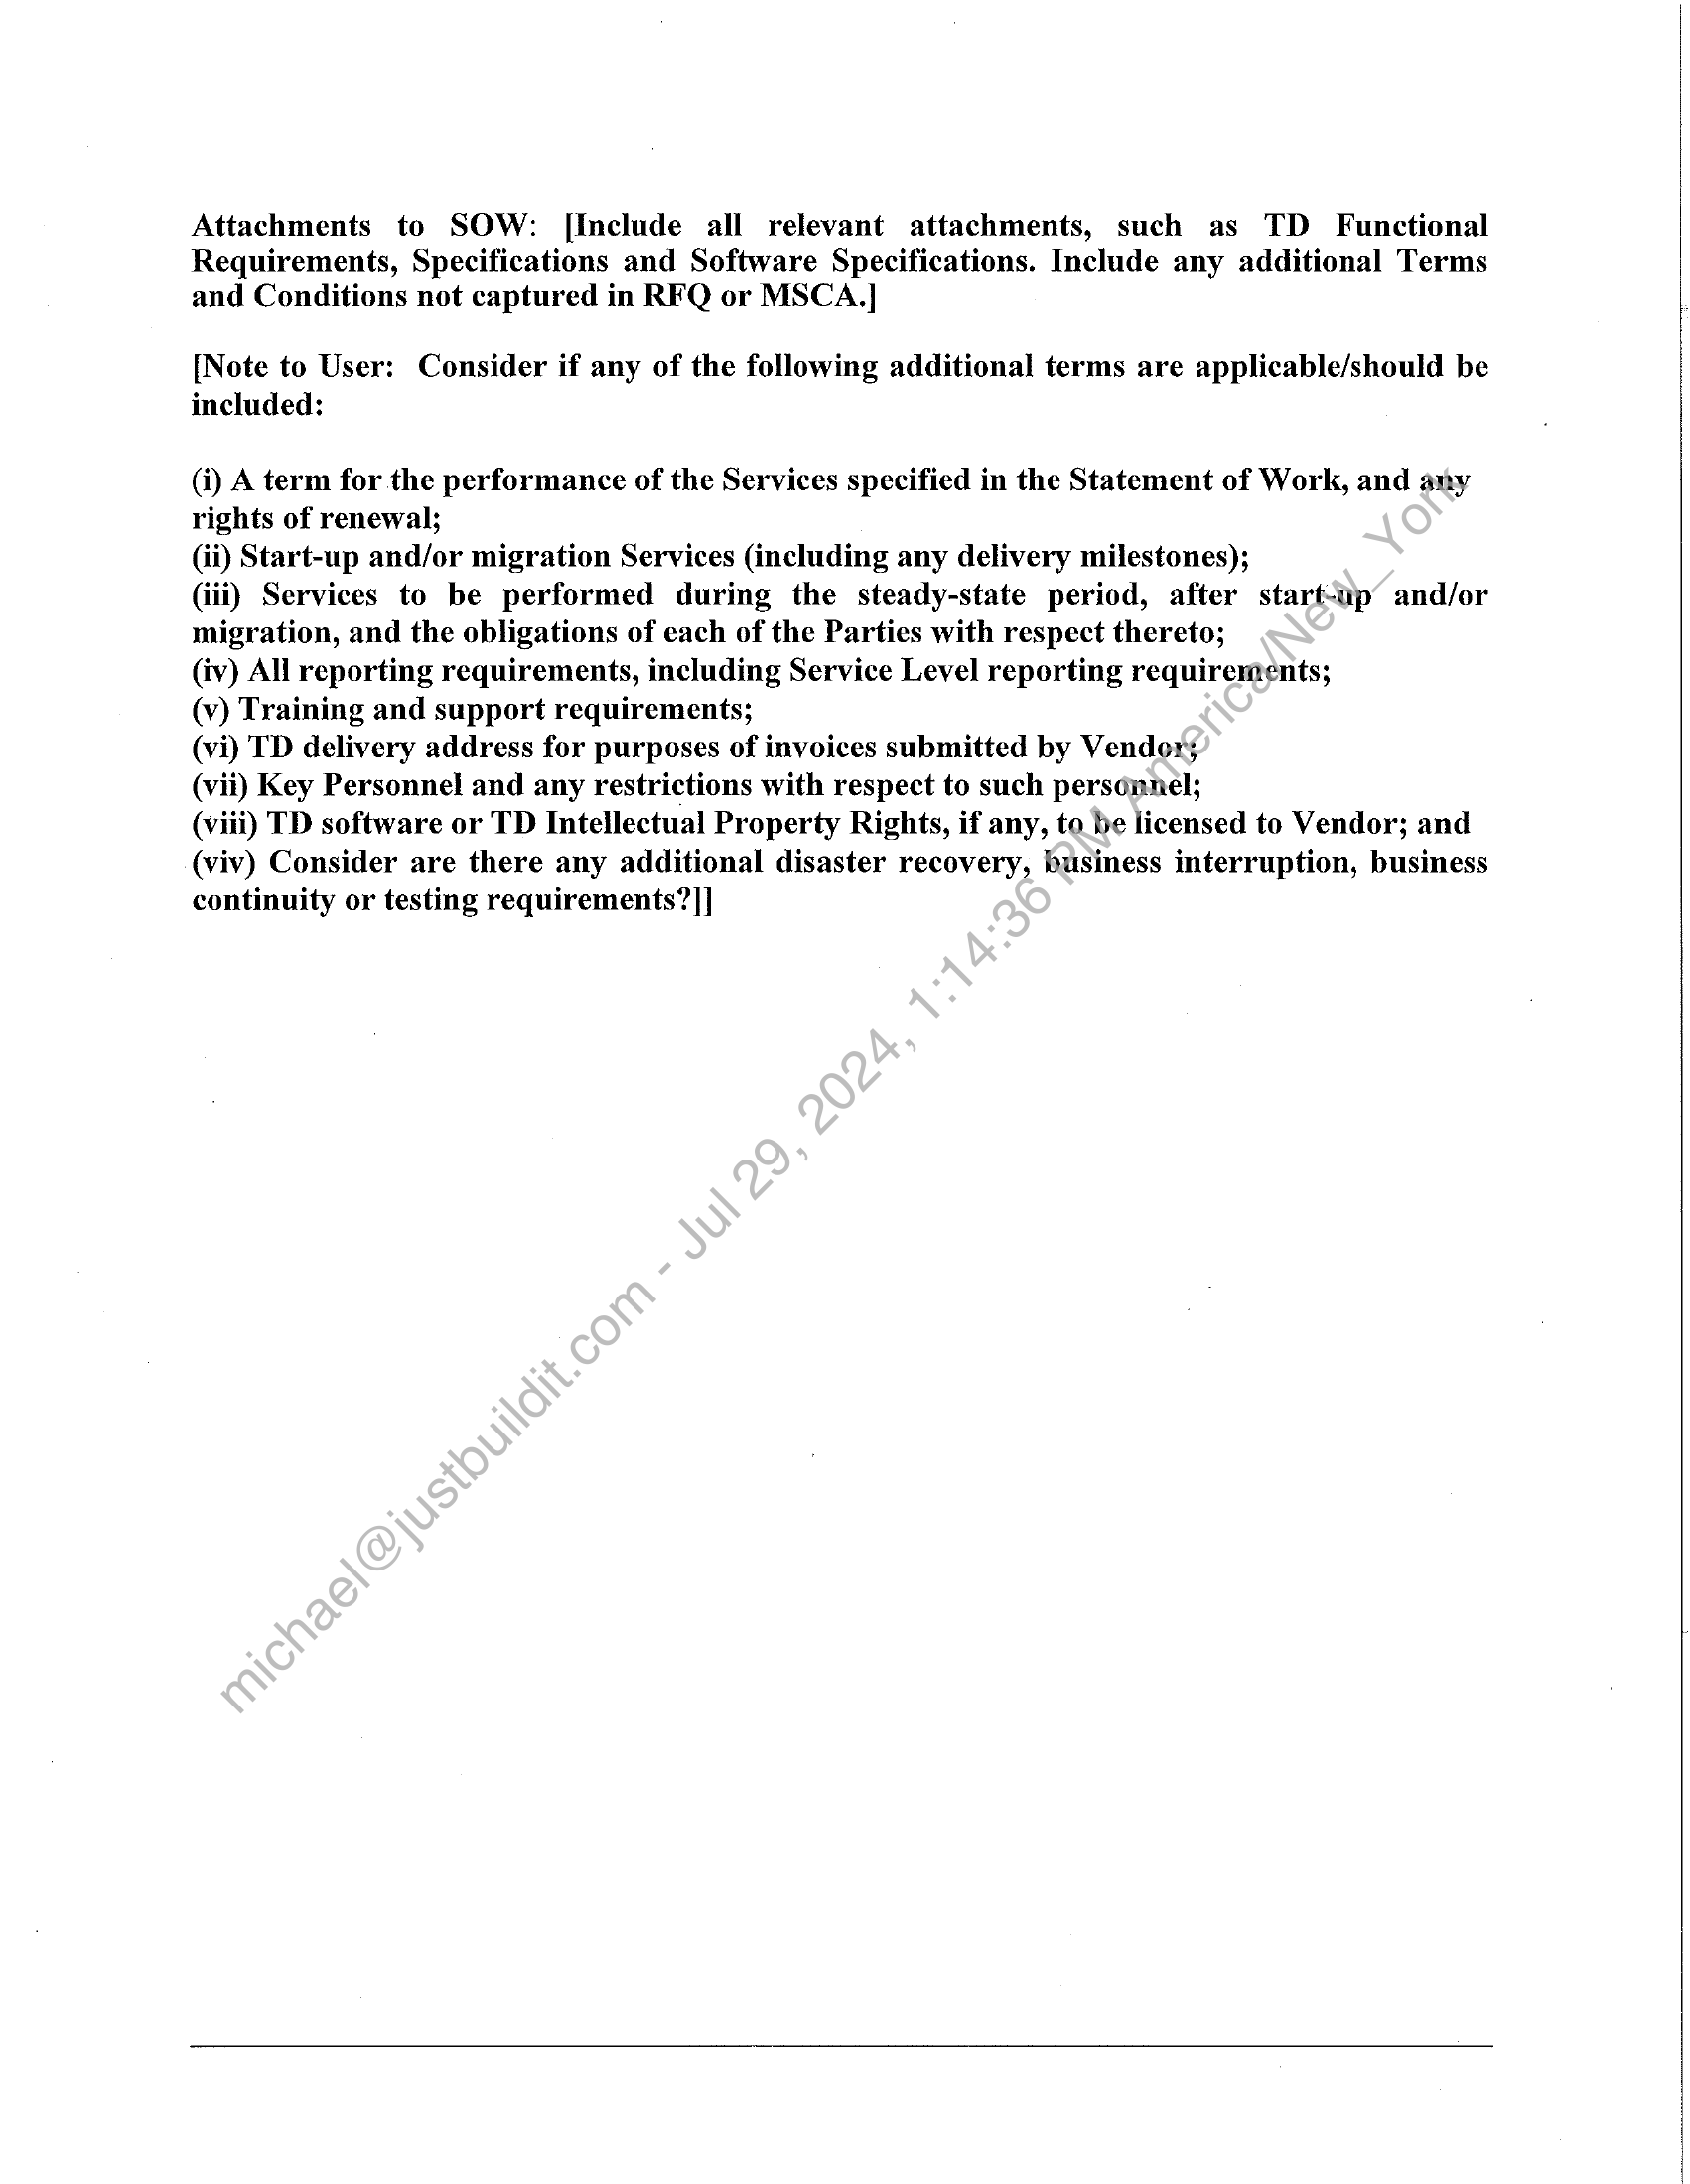 Attachments to SOW: [Include all relevant attachments, such as TD Functional
Requirements, Specifications and Software Specifications. Include any additional Terms
and Conditions not captured in RFQ or MSCA.]
[Note to User: Consider if any of the following additional terms are applicable/should be
included:
(i) A term for the performance of the Services specified in the Statement of Work, and any
rights of renewal;
(ii) Start-up and/or migration Services (including any delivery milestones);
(iii) Services to be performed during the steady-state period, after start-up and/or
migration, and the obligations of each of the Parties with respect thereto;
(iv) All reporting requirements, including Service Level reporting requirements;
(v) Training and support requirements;
(vi) TD delivery address for purposes of invoices submitted by Vendor;
(vii) Key Personnel and any restrictions with respect to such personnel;
(viii) TD software or TD Intellectual Property Rights, if any, to be licensed to Vendor; and
(viv) Consider are there any additional disaster recovery, business interruption, business
continuity or testing requirements?]]
michael@justbuildit.com - Jul 29, 2024, 1:14:36 PM America/New_York